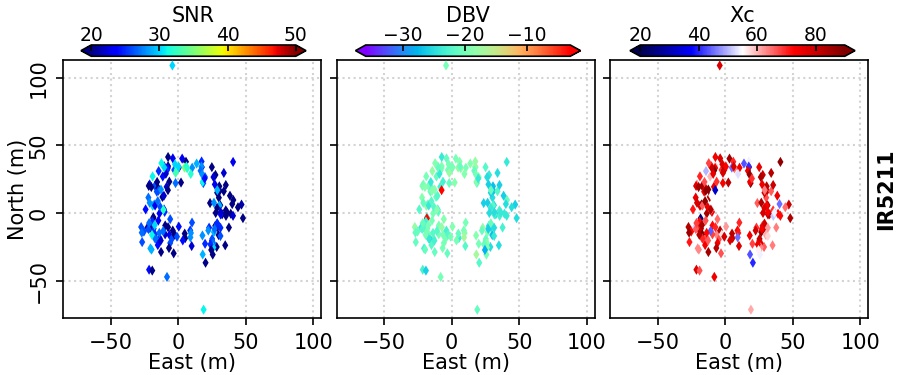 SNR DBV Xc
20 30 40 50 −30 −20 −10 20 40 60 80
100
50
0
−50
North (m)
−50 0 50 100 −50 0 50 100 −50 0 50 100
East (m) East (m) East (m)
IR5211